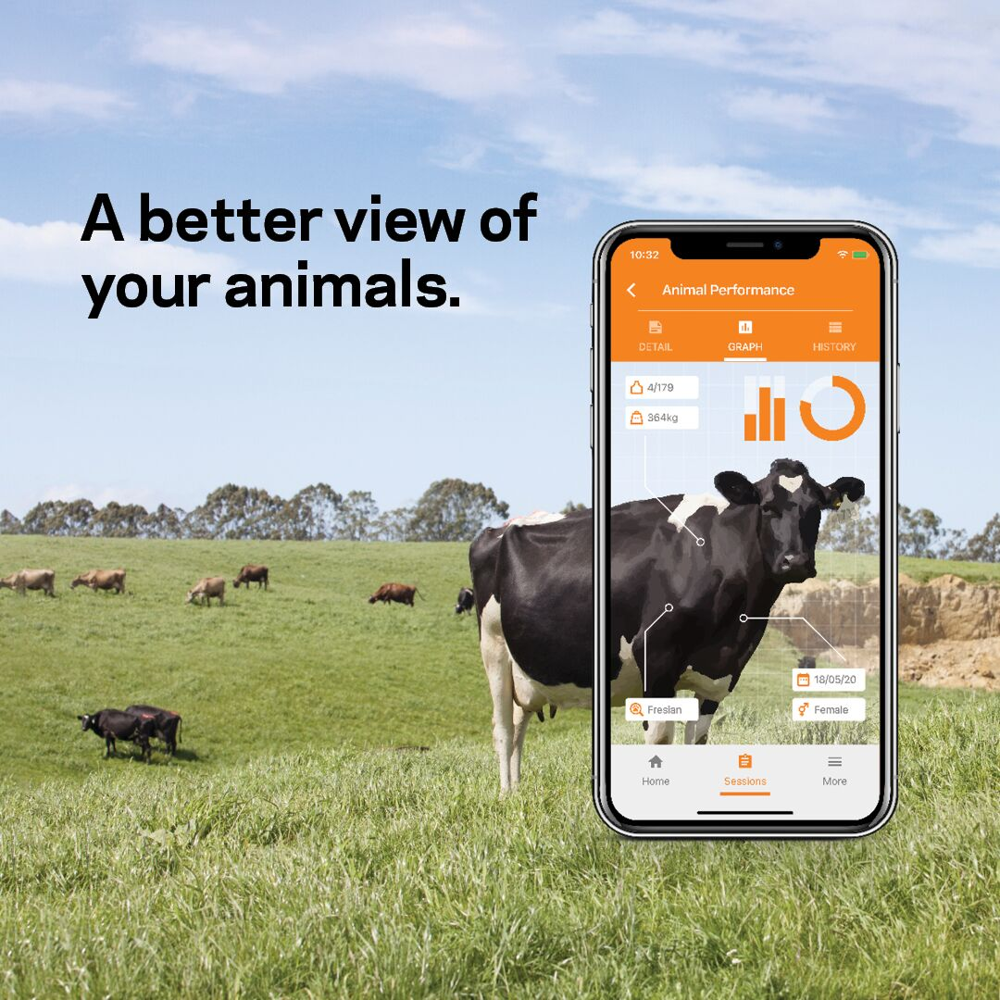 A better view of
your animals.
10:32
Animal Performance
DETAIL GRAPH HISTORY
4/179
364kg
18/05/20
Fresian Female
Home Sessions More